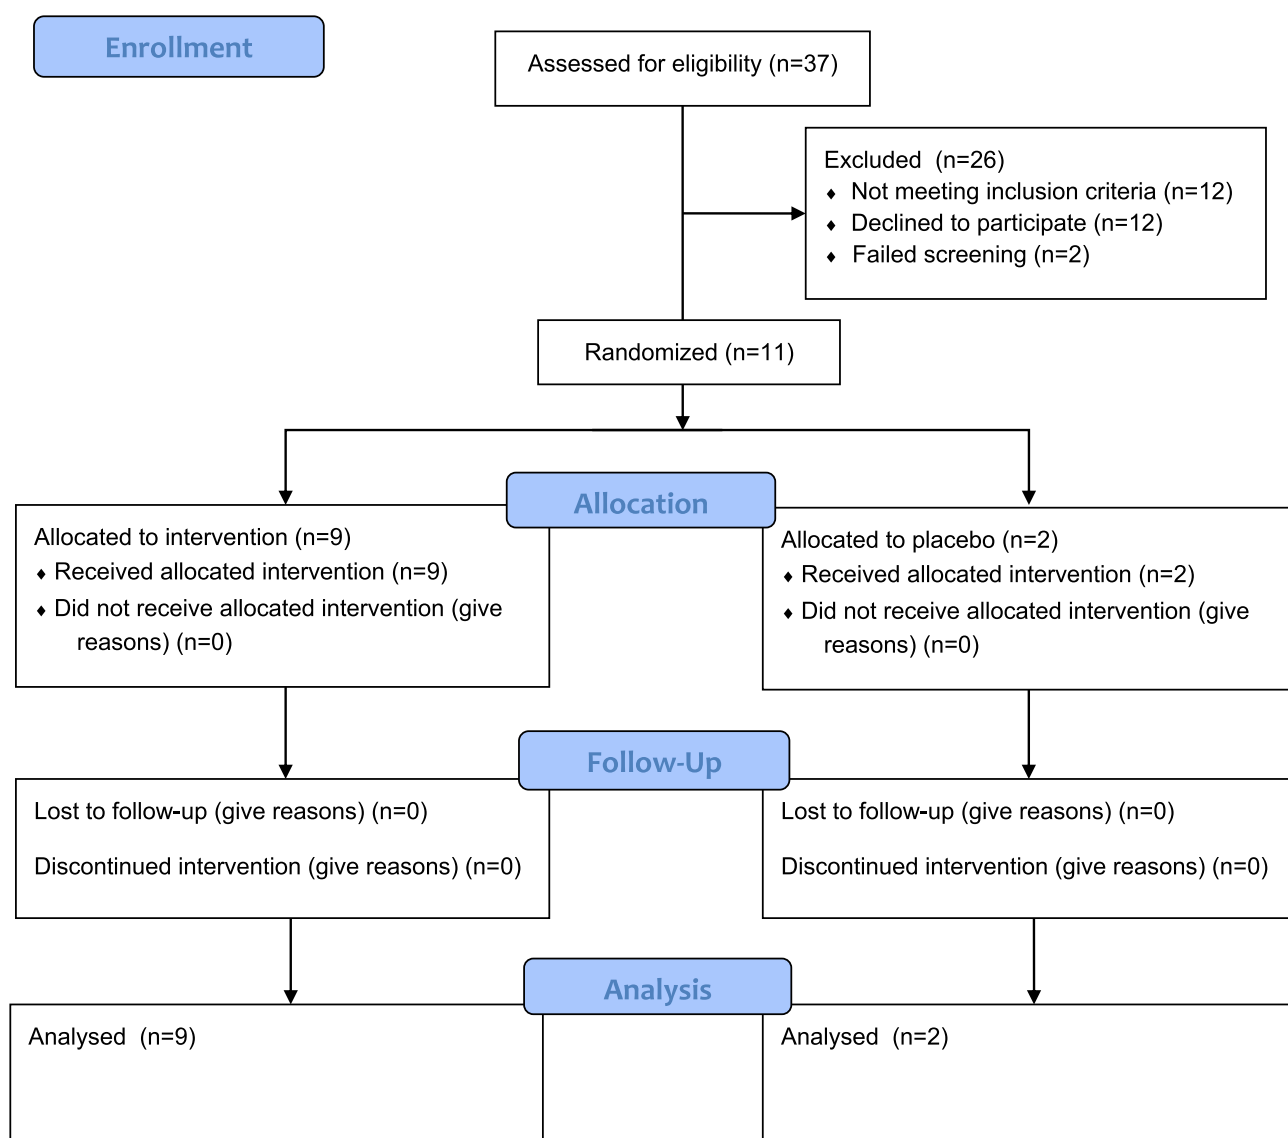 Enrollment
Assessed for eligibility (n=37)
Excluded (n=26)
♦ Not meeting inclusion criteria (n=12)
♦ Declined to participate (n=12)
♦ Failed screening (n=2)
Randomized (n=11)
Allocation
Allocated to intervention (n=9)
♦ Received allocated intervention (n=9)
♦ Did not receive allocated intervention (give
reasons) (n=0)
Allocated to placebo (n=2)
♦ Received allocated intervention (n=2)
♦ Did not receive allocated intervention (give
reasons) (n=0)
Follow-Up
Lost to follow-up (give reasons) (n=0)
Discontinued intervention (give reasons) (n=0)
Lost to follow-up (give reasons) (n=0)
Discontinued intervention (give reasons) (n=0)
Analysis
Analysed (n=9)
Analysed (n=2)